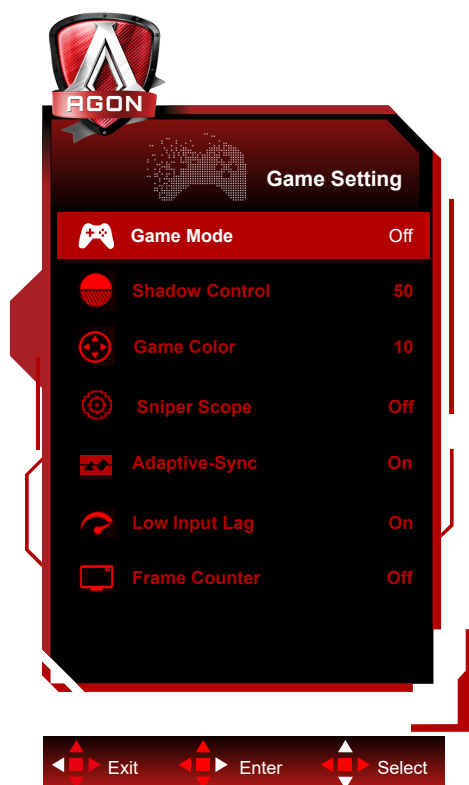 AGON
Game Setting
Game Mode Off
Shadow Control 50
Game Color 10
Sniper Scope Off
Adaptive-Sync On
Low Input Lag On
Frame Counter Off
Exit Enter Select